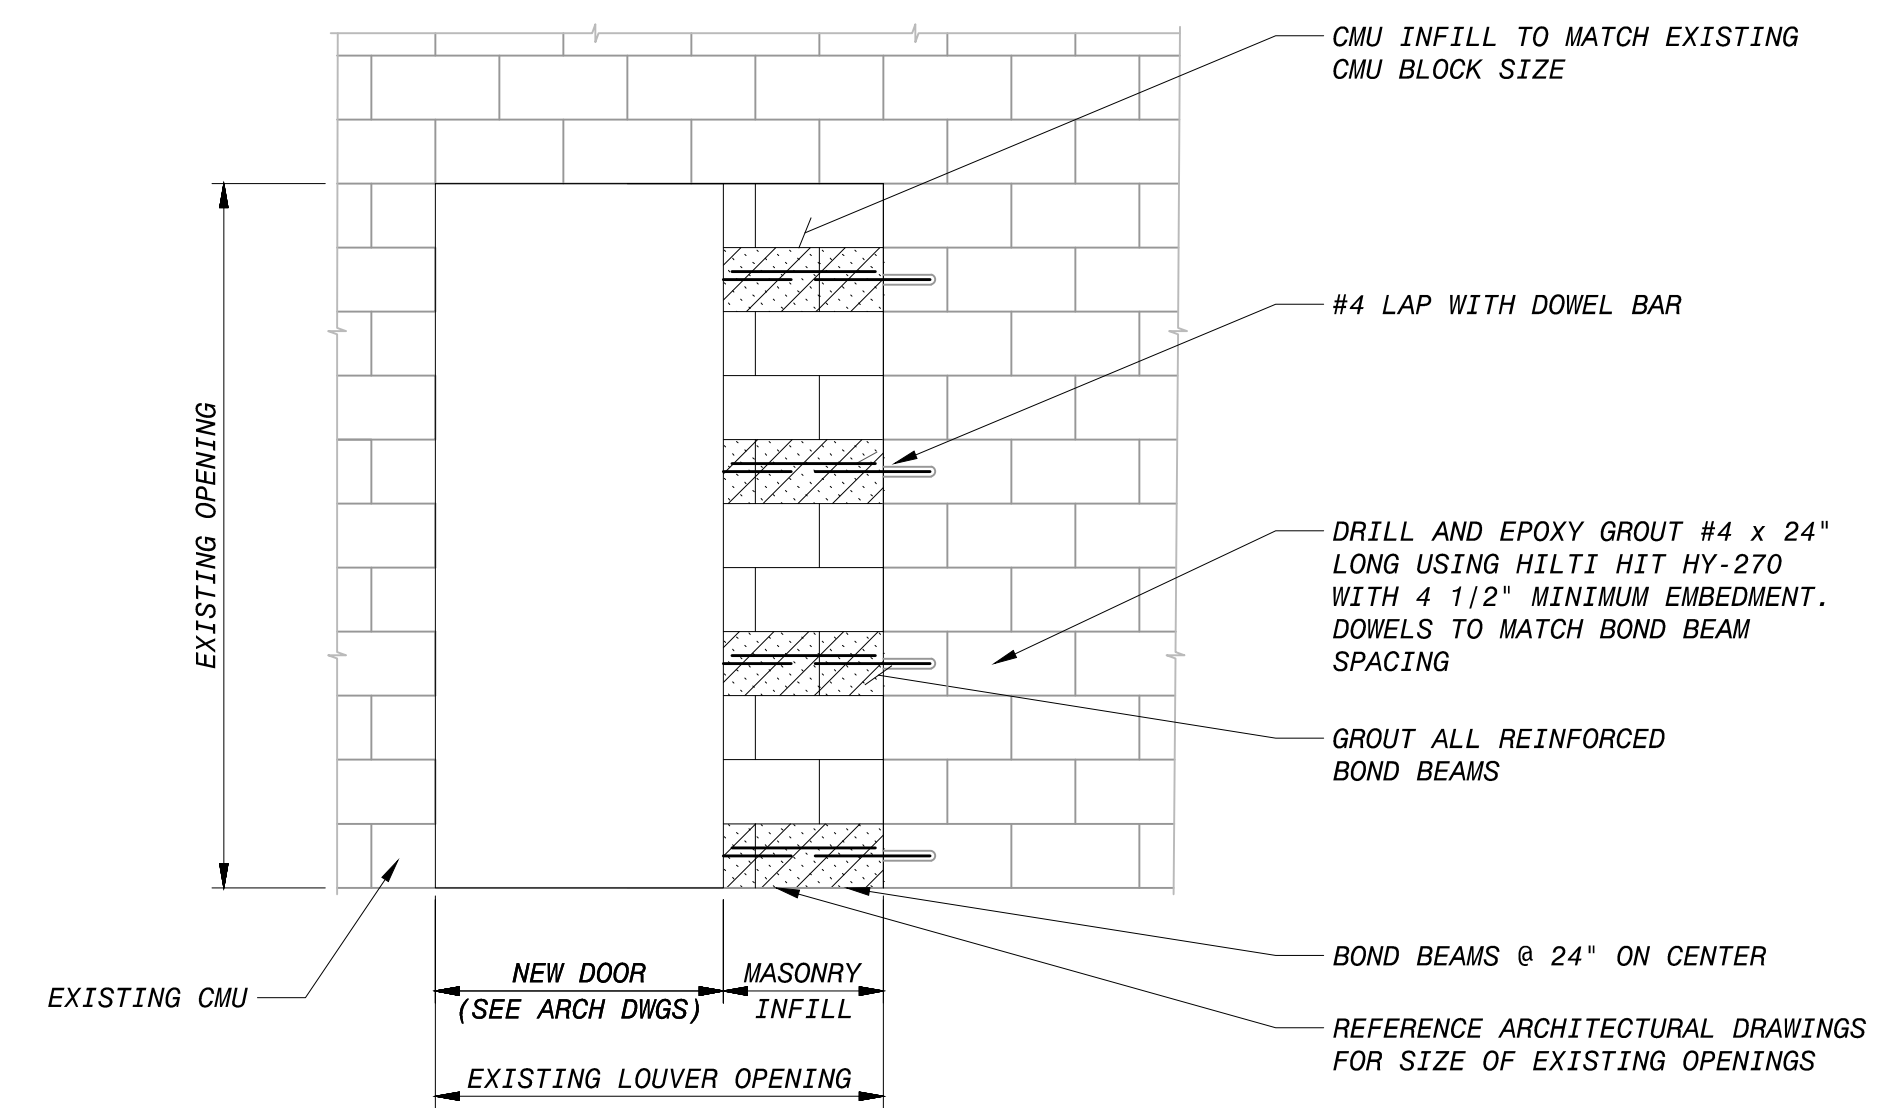 CMU INFILL TO MATCH EXISTING
CMU BLOCK SIZE
#4 LAP WITH DOWEL BAR
EXISTING OPENING
DRILL AND EPOXY GROUT #4 x 24"
LONG USING HILTI HIT HY-270
WITH 4 1/2" MINIMUM EMBEDMENT.
DOWELS TO MATCH BOND BEAM
SPACING
GROUT ALL REINFORCED
BOND BEAMS
BOND BEAMS @ 24" ON CENTER
EXISTING CMU
NEW DOOR
(SEE ARCH DWGS)
MASONRY
INFILL
REFERENCE ARCHITECTURAL DRAWINGS
FOR SIZE OF EXISTING OPENINGS
EXISTING LOUVER OPENING